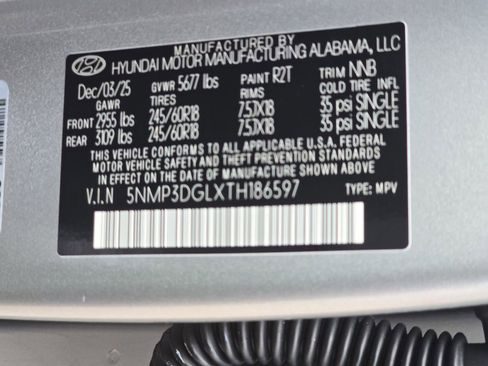 MANUFACTURED BY
HYUNDAI MOTOR MANUFACTURING ALABAMA, LLC
Dec/03/25 GVWR 5677 lbs PAINT R2T TRIM NNB
GAWR TIRES RIMS COLD TIRE INFL
FRONT 2955 lbs 245/60R18 7.5JX18 35 psi SINGLE
REAR 3109 lbs 245/60R18 7.5JX18 35 psi SINGLE
THIS VEHICLE CONFORMS TO ALL APPLICABLE U.S.A. FEDERAL
MOTOR VEHICLE SAFETY AND THEFT PREVENTION STANDARDS
IN EFFECT ON THE DATE OF MANUFACTURE SHOWN ABOVE.
V.I.N 5NMP3DGLXTH186597 TYPE: MPV